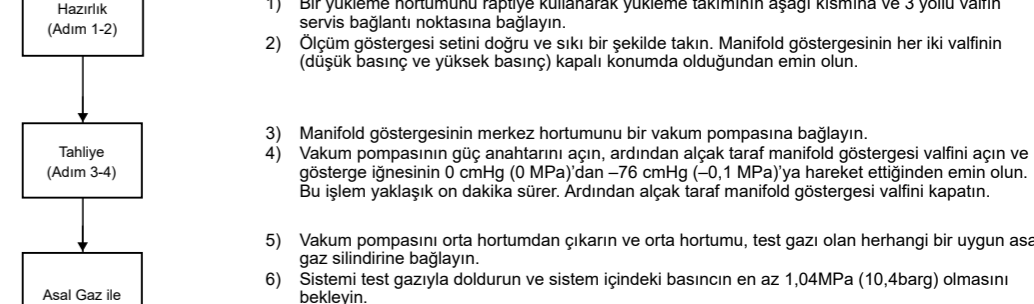 Hazırlık
(Adım 1-2)
1) Bir yükleme hortumunu raptiye kullanarak yükleme takımının aşağı kısmına ve 3 yollu valfin
servis bağlantı noktasına bağlayın.
2) Ölçüm göstergesi setini doğru ve sıkı bir şekilde takın. Manifold göstergesinin her iki valfinin
(düşük basınç ve yüksek basınç) kapalı konumda olduğundan emin olun.
Tahliye
(Adım 3-4)
3) Manifold göstergesinin merkez hortumunu bir vakum pompasına bağlayın.
4) Vakum pompasının güç anahtarını açın, ardından alçak taraf manifold göstergesi valfini açın ve
gösterge iğnesinin 0 cmHg (0 MPa)’dan –76 cmHg (–0,1 MPa)’ya hareket ettiğinden emin olun.
Bu işlem yaklaşık on dakika sürer. Ardından alçak taraf manifold göstergesi valfini kapatın.
Asal Gaz ile
5) Vakum pompasını orta hortumdan çıkarın ve orta hortumu, test gazı olan herhangi bir uygun asa
gaz silindirine bağlayın.
6) Sistemi test gazıyla doldurun ve sistem içindeki basıncın en az 1,04MPa (10,4barg) olmasını
bekleyin.